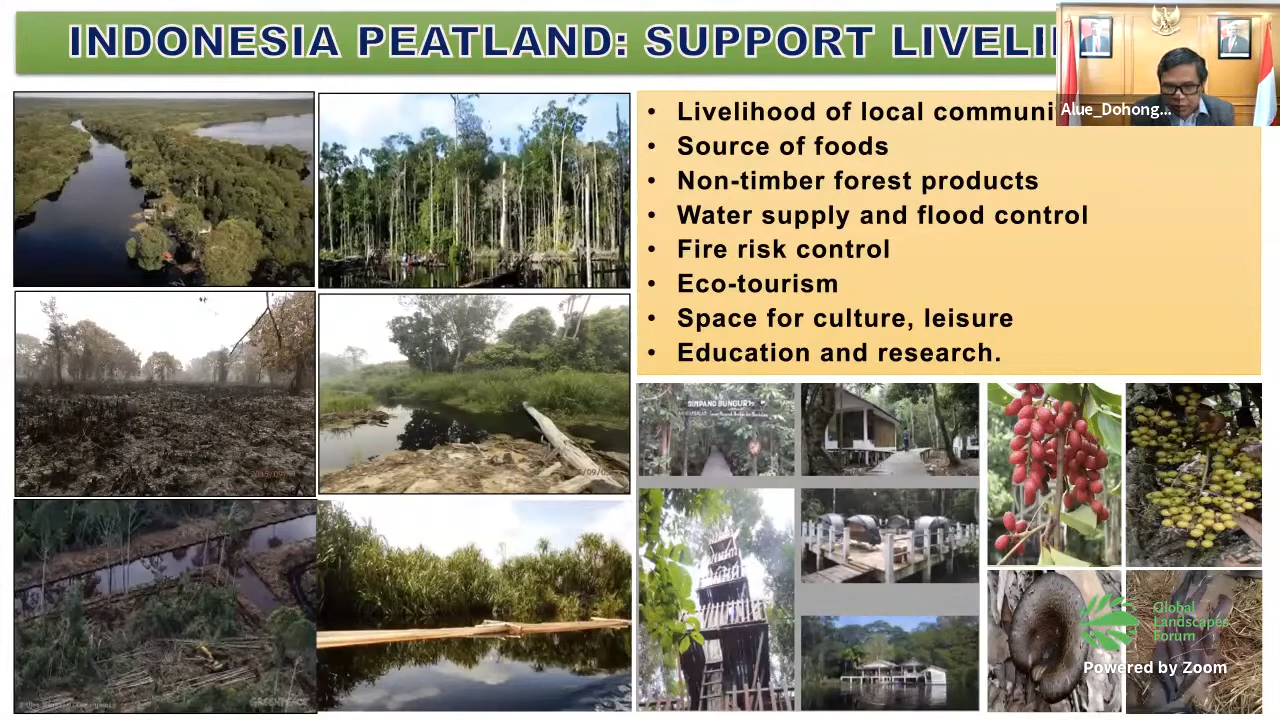 INDONESIA PEATLAND: SUPPORT
Alue_Dohong...
• Livelihood of local
• Source of foods
• Non-timber forest products
• Water supply and flood control
• Fire risk control
• Eco-tourism
• Space for culture, leisure
• Education and research.
SIMPANG BUNGUR
GREENPEACE
Global
Landscapes
Forum
Powered by Zoom